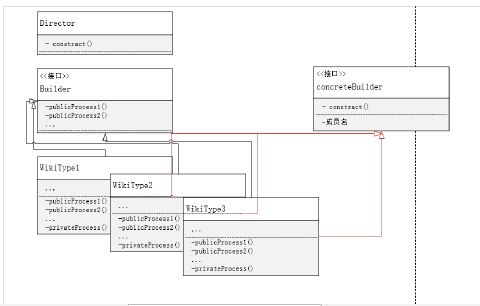 Director
- constract()
<<接口>>
Builder
-publicProcess1()
-publicProcess2()
...
<<接口>>
concreteBuilder
- constract()
-成员名
WikiType1
...
-publicProcess1()
-publicProcess2()
...
-privateProcess()
WikiType2
...
-publicProcess1()
-publicProcess2()
...
-privateProcess()
WikiType3
...
-publicProcess1()
-publicProcess2()
...
-privateProcess()